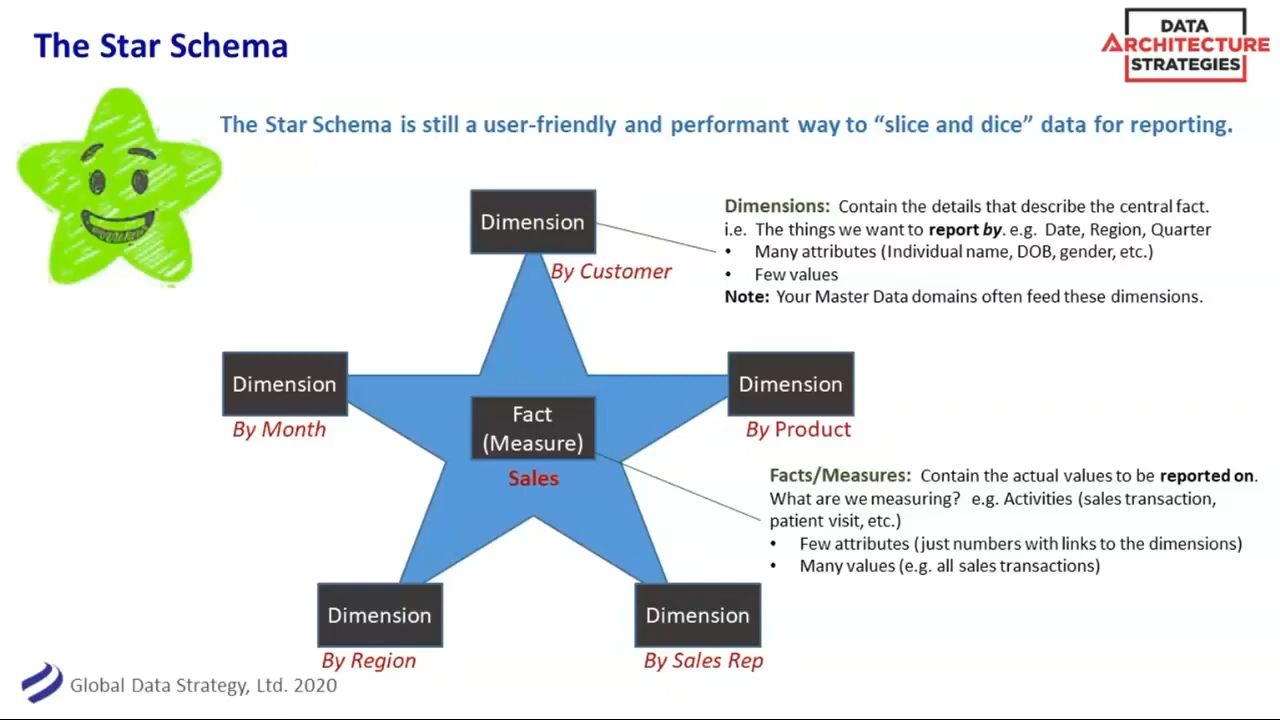 The Star Schema
DATA
ARCHITECTURE
STRATEGIES
The Star Schema is still a user-friendly and performant way to “slice and dice” data for reporting.
Dimension
By Customer
Dimensions: Contain the details that describe the central fact.
i.e. The things we want to report by. e.g. Date, Region, Quarter
• Many attributes (Individual name, DOB, gender, etc.)
• Few values
Note: Your Master Data domains often feed these dimensions.
Dimension
By Month
Fact
(Measure)
Sales
Dimension
By Product
Facts/Measures: Contain the actual values to be reported on.
What are we measuring? e.g. Activities (sales transaction,
patient visit, etc.)
• Few attributes (just numbers with links to the dimensions)
• Many values (e.g. all sales transactions)
Dimension
By Region
Dimension
By Sales Rep
Global Data Strategy, Ltd. 2020